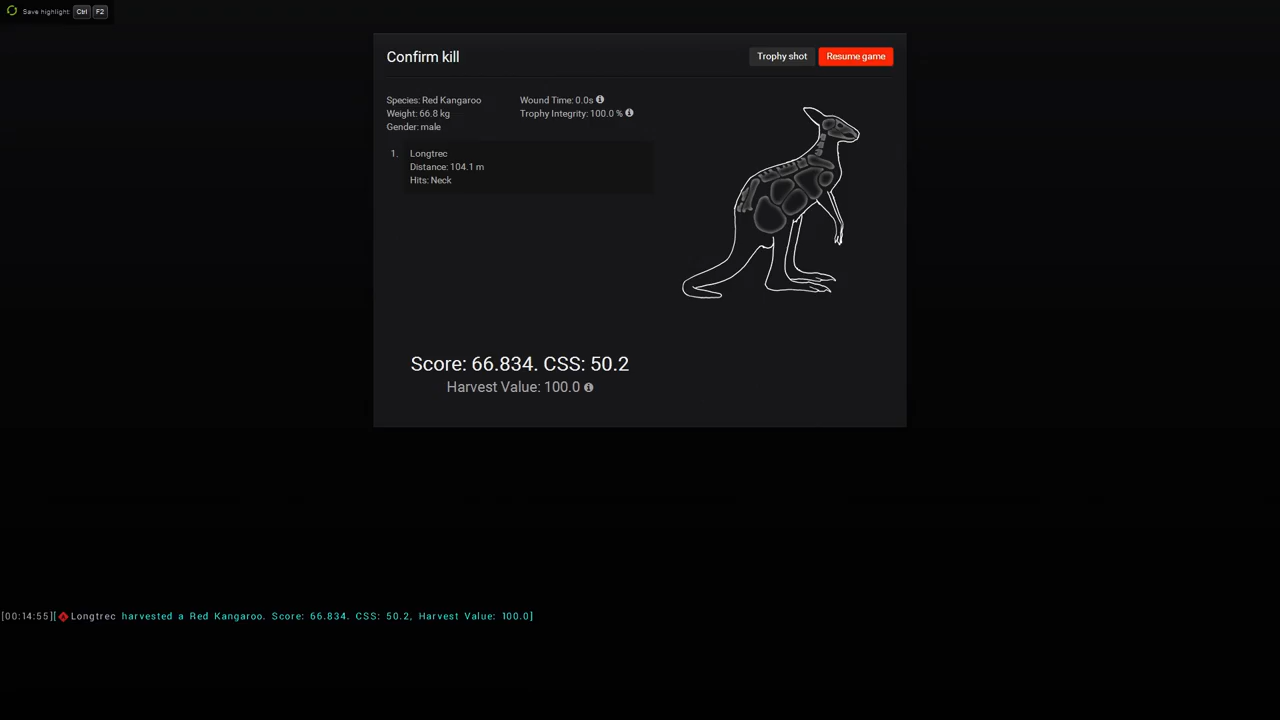 Save highlight: Ctrl F2
Confirm kill
Trophy shot
Resume game
Species: Red Kangaroo
Weight: 66.8 kg
Gender: male
Wound Time: 0.0s
Trophy Integrity: 100.0 %
1. Longtrec
Distance: 104.1 m
Hits: Neck
Score: 66.834. CSS: 50.2
Harvest Value: 100.0
[00:14:55][ Longtrec harvested a Red Kangaroo. Score: 66.834. CSS: 50.2, Harvest Value: 100.0]